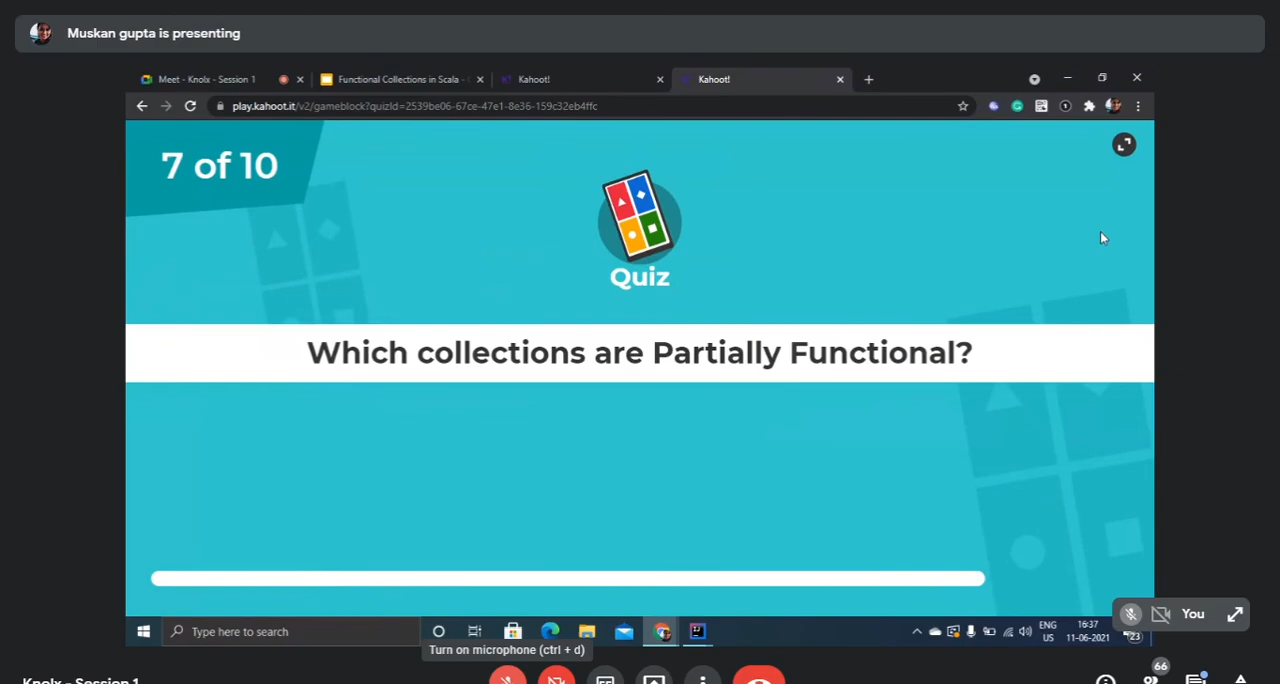 Muskan gupta is presenting
Meet - Knolx - Session 1
Functional Collections in Scala -
Kahoot!
Kahoot!
play.kahoot.it/v2/gameblock?quizId=2539be06-67ce-47e1-8e36-159c32eb4ffc
7 of 10
Quiz
Which collections are Partially Functional?
You
Type here to search
ENG
US
16:37
11-06-2021
23
Turn on microphone (ctrl + d)
66
Knolx - Session 1